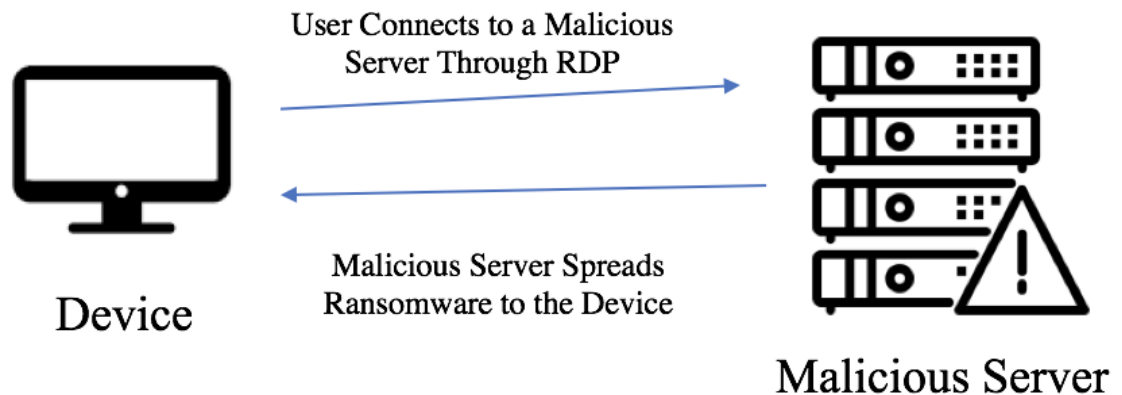 User Connects to a Malicious
Server Through RDP
Malicious Server Spreads
Ransomware to the Device
Device
Malicious Server